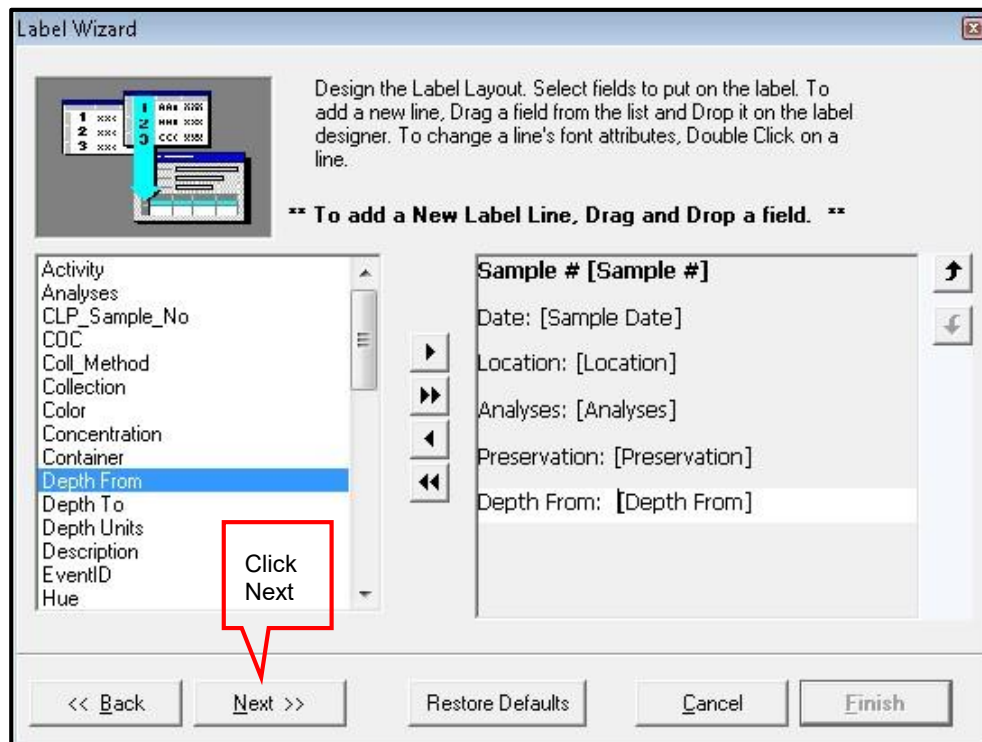 Label Wizard
Design the Label Layout. Select fields to put on the label. To
add a new line, Drag a field from the list and Drop it on the label
designer. To change a line's font attributes, Double Click on a
line.
** To add a New Label Line, Drag and Drop a field. **
Activity
Analyses
CLP_Sample_No
COC
Coll_Method
Collection
Color
Concentration
Container
Depth From
Depth To
Depth Units
Description
EventID
Hue
Sample # [Sample #]
Date: [Sample Date]
Location: [Location]
Analyses: [Analyses]
Preservation: [Preservation]
Depth From: [Depth From]
Click
Next
<< Back
Next >>
Restore Defaults
Cancel
Finish